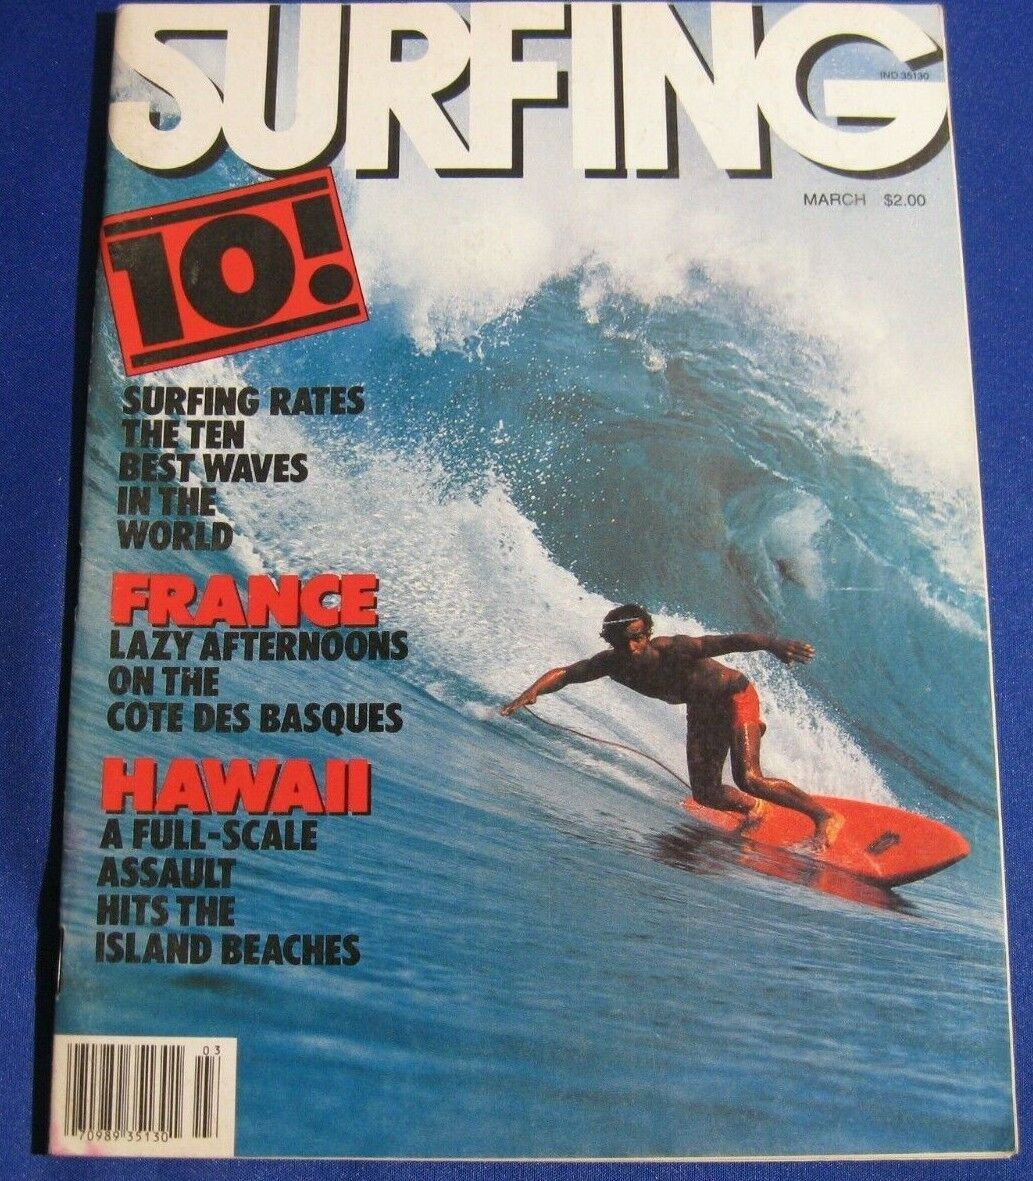 SURFING
IND 35130
MARCH $2.00
10!
SURFING RATES
THE TEN
BEST WAVES
IN THE
WORLD
FRANCE
LAZY AFTERNOONS
ON THE
COTE DES BASQUES
HAWAII
A FULL-SCALE
ASSAULT
HITS THE
ISLAND BEACHES
03
70989 35130